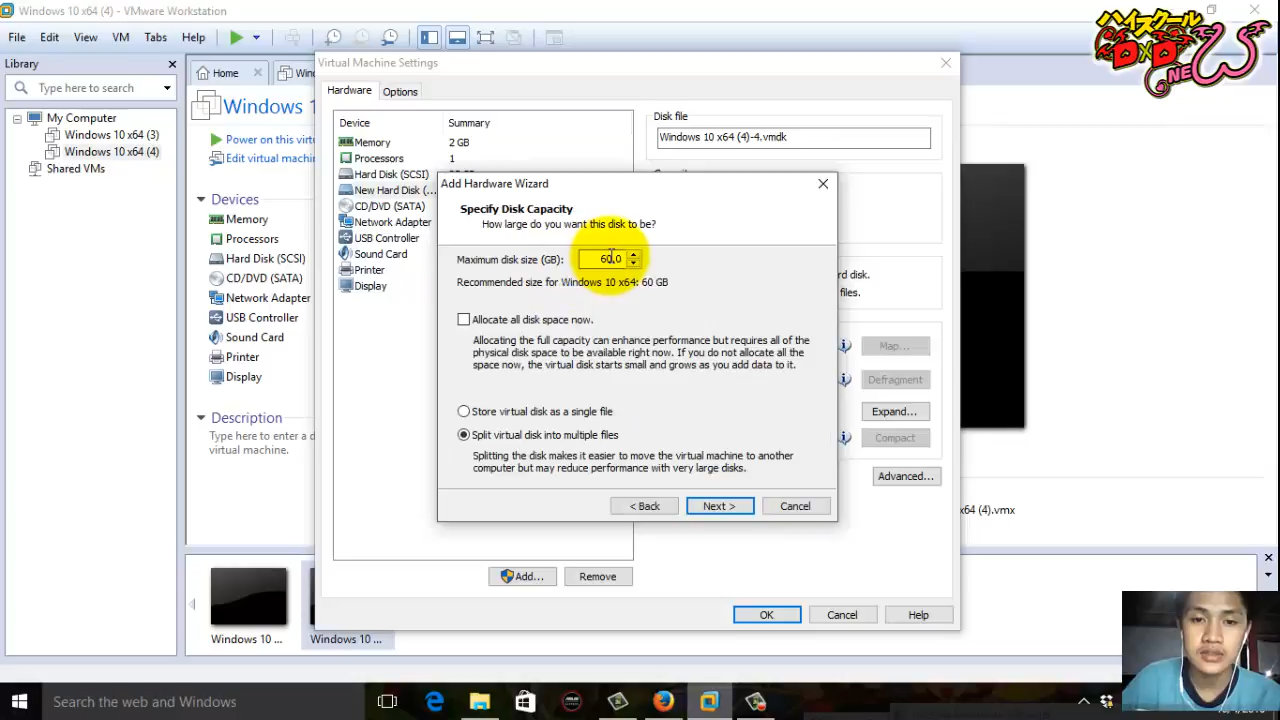 Windows 10 x64 (4) - VMware Workstation
File Edit View VM Tabs Help
Library
Type here to search
My Computer
Windows 10 x64 (3)
Windows 10 x64 (4)
Shared VMs
Home
Win
Windows 1
Power on this virtu
Edit virtual machin
Devices
Memory
Processors
Hard Disk (SCSI)
CD/DVD (SATA)
Network Adapter
USB Controller
Sound Card
Printer
Display
Description
Type here to enter a d
virtual machine.
Windows 10 ...
Windows 10 ...
Virtual Machine Settings
Hardware Options
Device Summary
Memory 2 GB
Processors 1
Hard Disk (SCSI)
New Hard Disk (...
CD/DVD (SATA)
Network Adapter
USB Controller
Sound Card
Printer
Display
Add... Remove
Disk file
Windows 10 x64 (4)-4.vmdk
rd disk.
files.
Map...
Defragment
Expand...
Compact
Advanced...
OK Cancel Help
x64 (4).vmx
Add Hardware Wizard
Specify Disk Capacity
How large do you want this disk to be?
Maximum disk size (GB): 60.0
Recommended size for Windows 10 x64: 60 GB
Allocate all disk space now.
Allocating the full capacity can enhance performance but requires all of the
physical disk space to be available right now. If you do not allocate all the
space now, the virtual disk starts small and grows as you add data to it.
Store virtual disk as a single file
Split virtual disk into multiple files
Splitting the disk makes it easier to move the virtual machine to another
computer but may reduce performance with very large disks.
< Back Next > Cancel
ハイスクール
D×D
NEW
Search the web and Windows